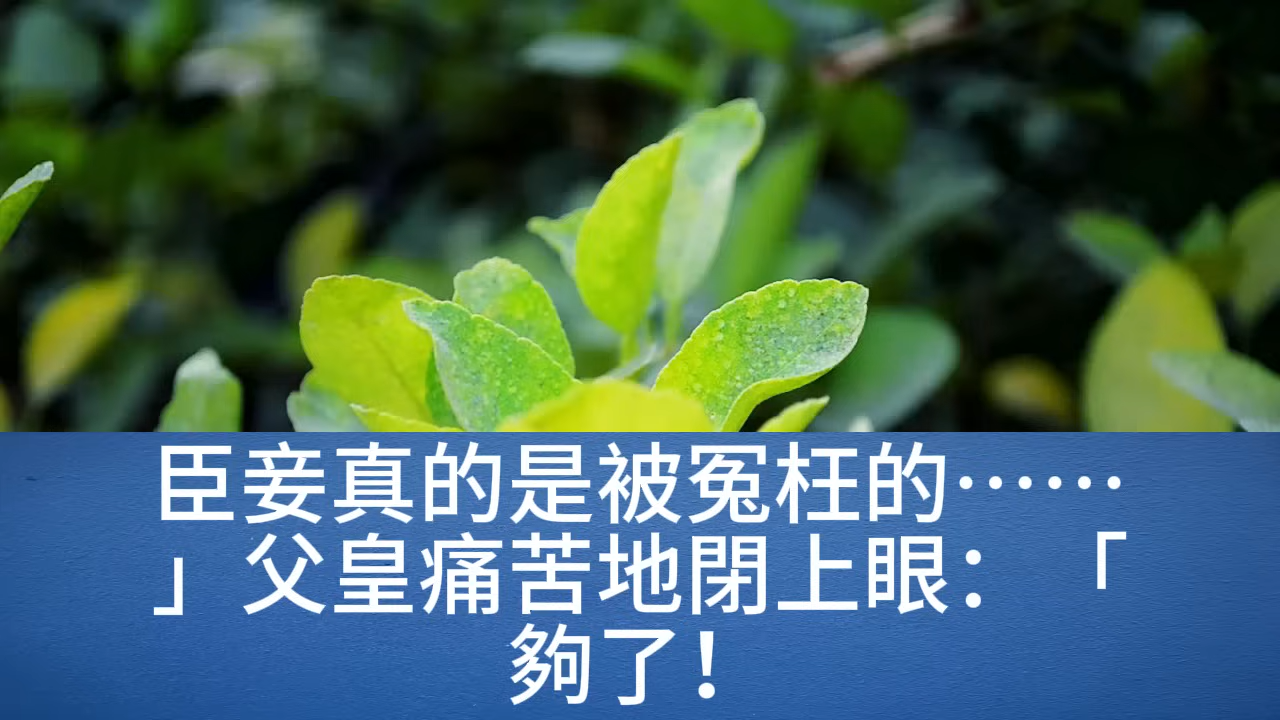 臣妾真的是被冤枉的……
」父皇痛苦地閉上眼：「
夠了！